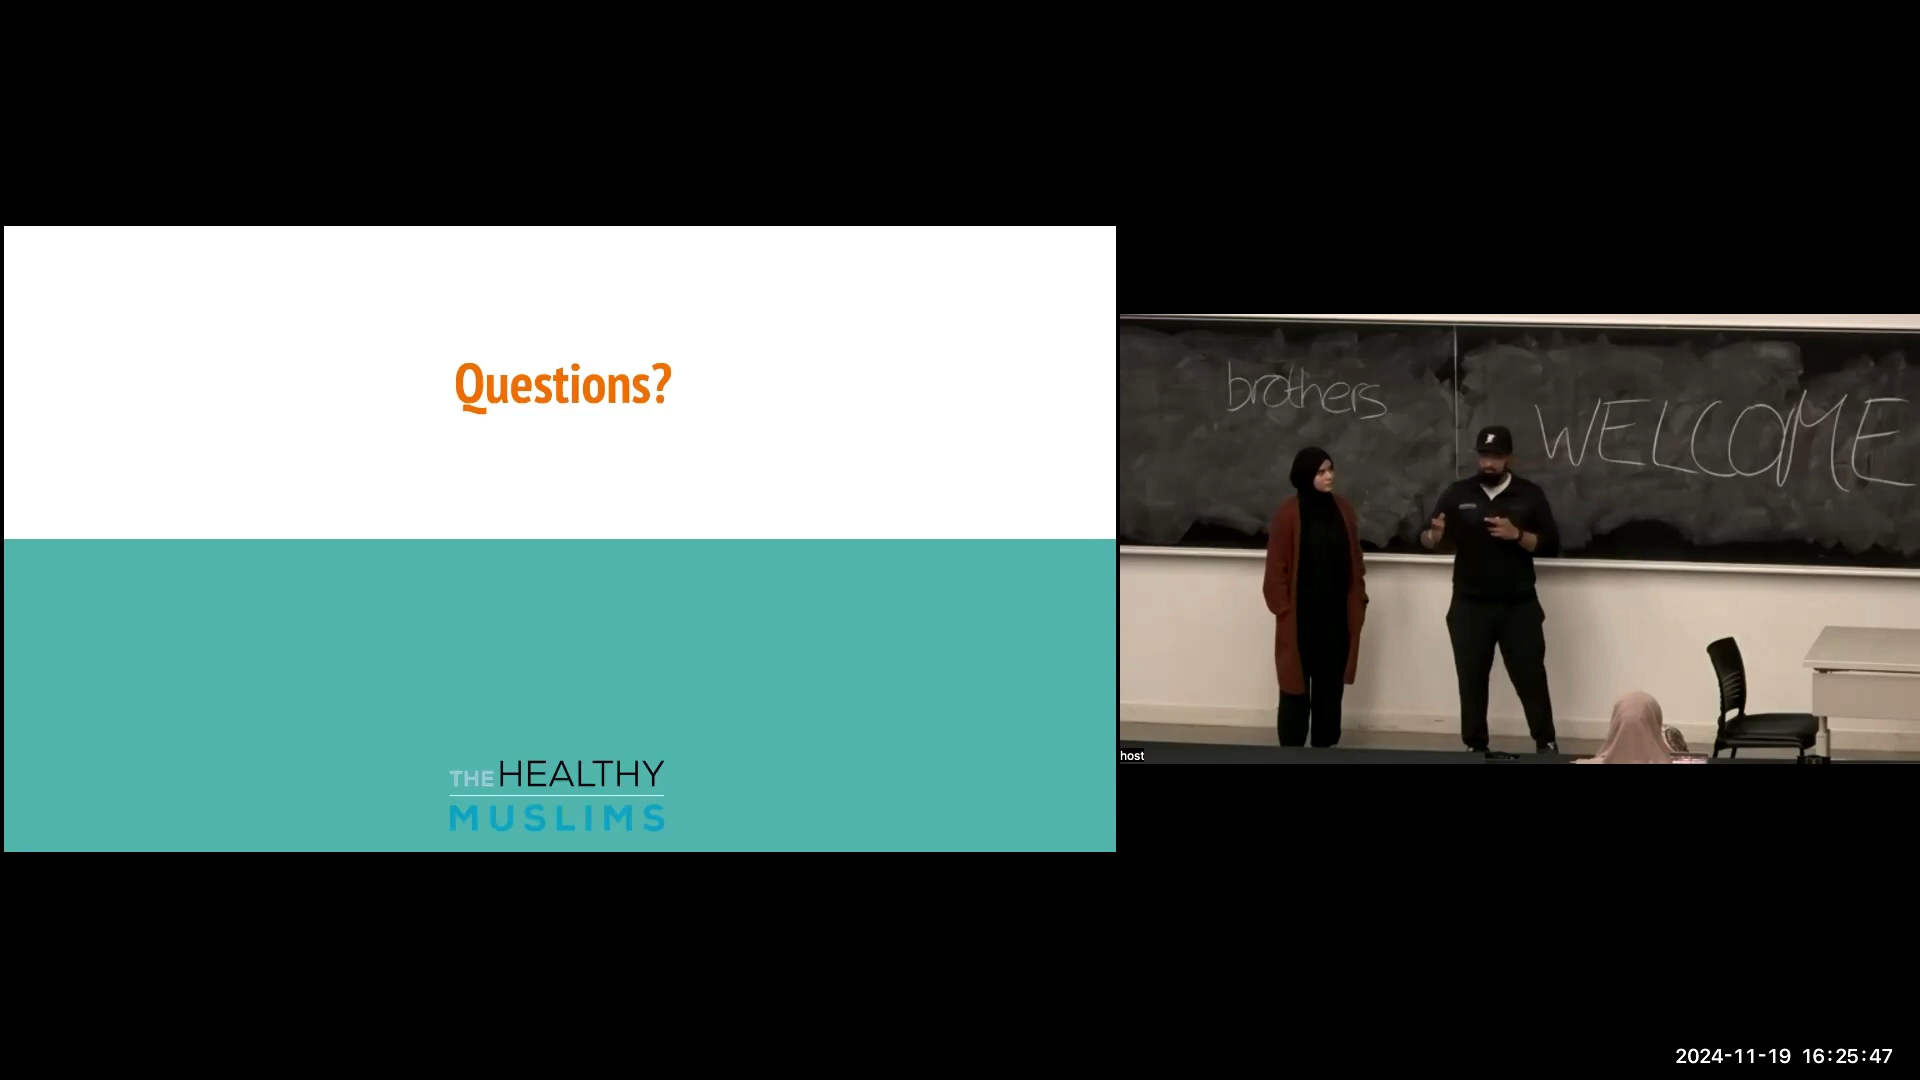 Questions?
THE HEALTHY
MUSLIMS
brothers
WELCOME
host
2024-11-19 16:25:47